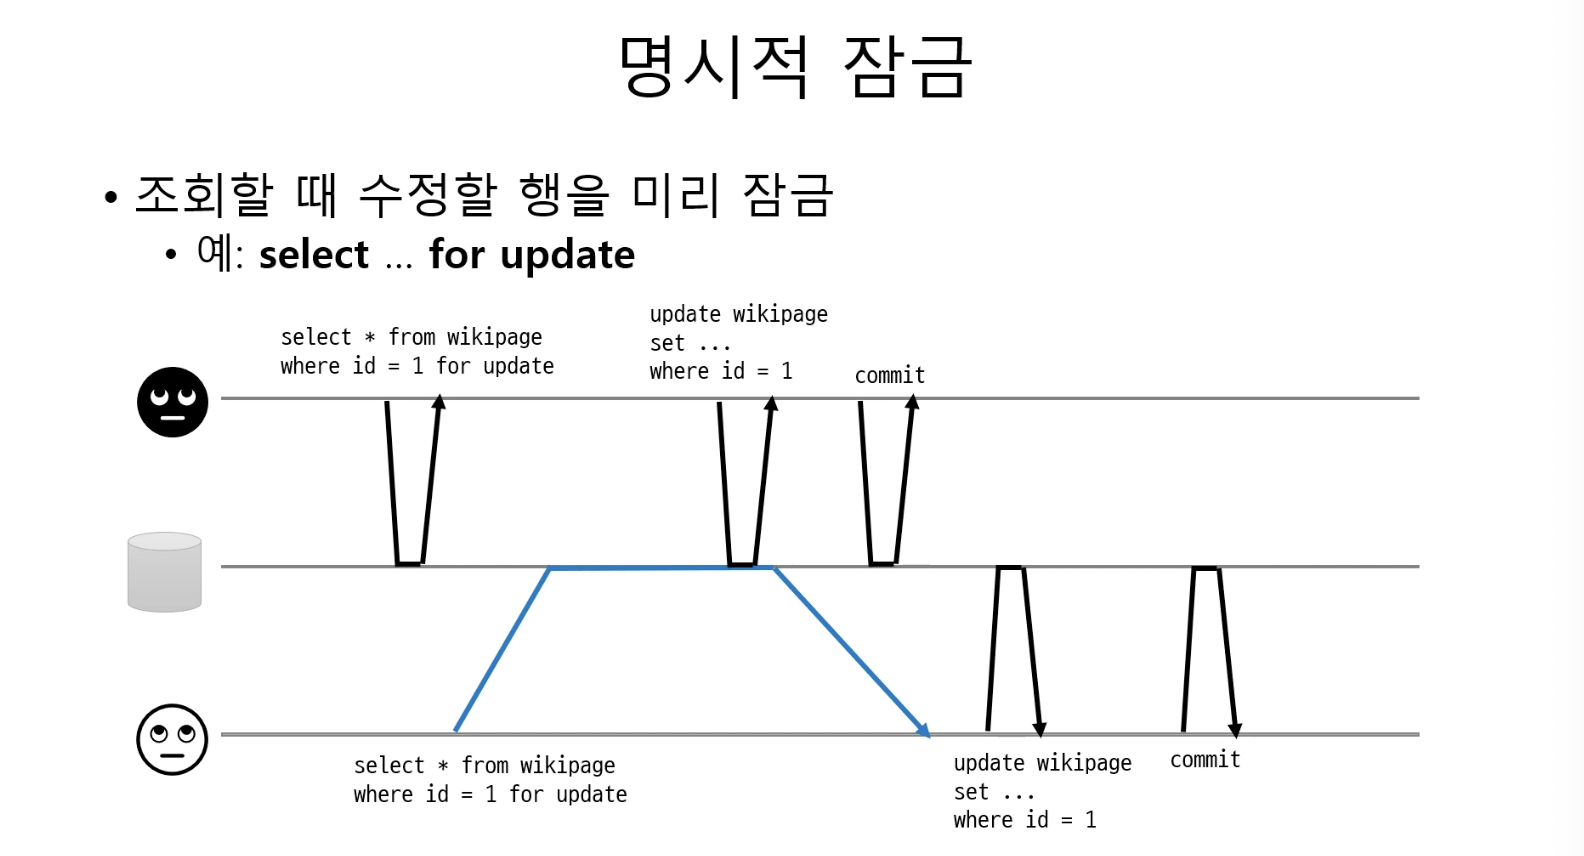 명시적 잠금
• 조회할 때 수정할 행을 미리 잠금
• 예: select … for update
select * from wikipage
where id = 1 for update
update wikipage
set ...
where id = 1
commit
select * from wikipage
where id = 1 for update
update wikipage
set ...
where id = 1
commit